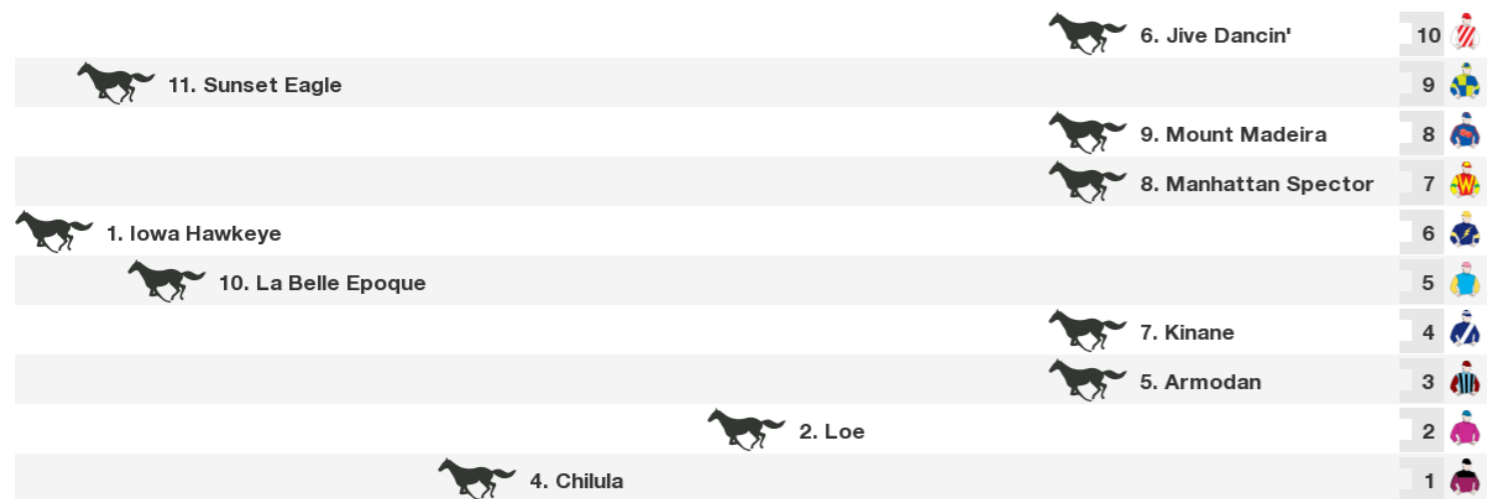 6. Jive Dancin' 10
11. Sunset Eagle 9
9. Mount Madeira 8
8. Manhattan Spector 7
W
1. Iowa Hawkeye 6
10. La Belle Epoque 5
7. Kinane 4
5. Armodan 3
2. Loe 2
4. Chilula 1